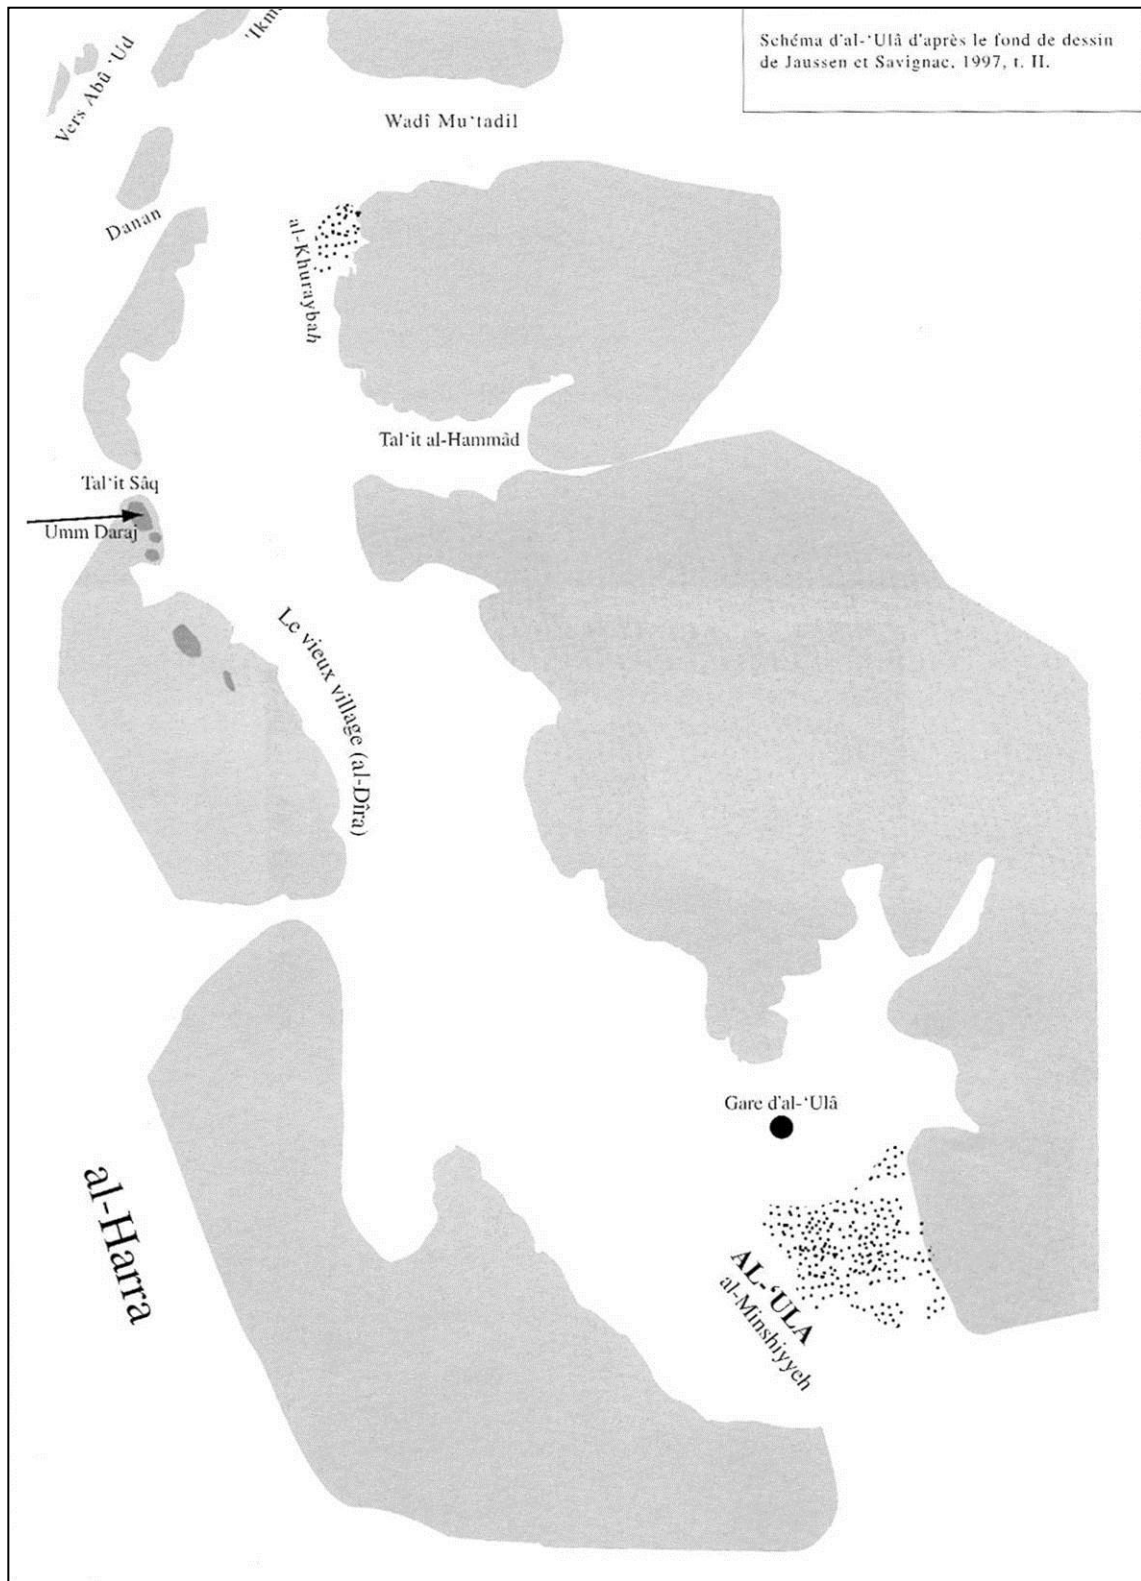 'Ikm
Vers Abû ‘Ud
Schéma d'al-‘Ulâ d'après le fond de dessin
de Jaussen et Savignac, 1997, t. II.
Wadî Mu‘tadil
Danan
al-Khuraybah
Tal‘it al-Hammâd
Tal‘it Sâq
Umm Daraj
Le vieux village (al-Dîra)
Gare d'al-‘Ulâ
al-Harra
AL-‘ULA
al-Minshiyyeh